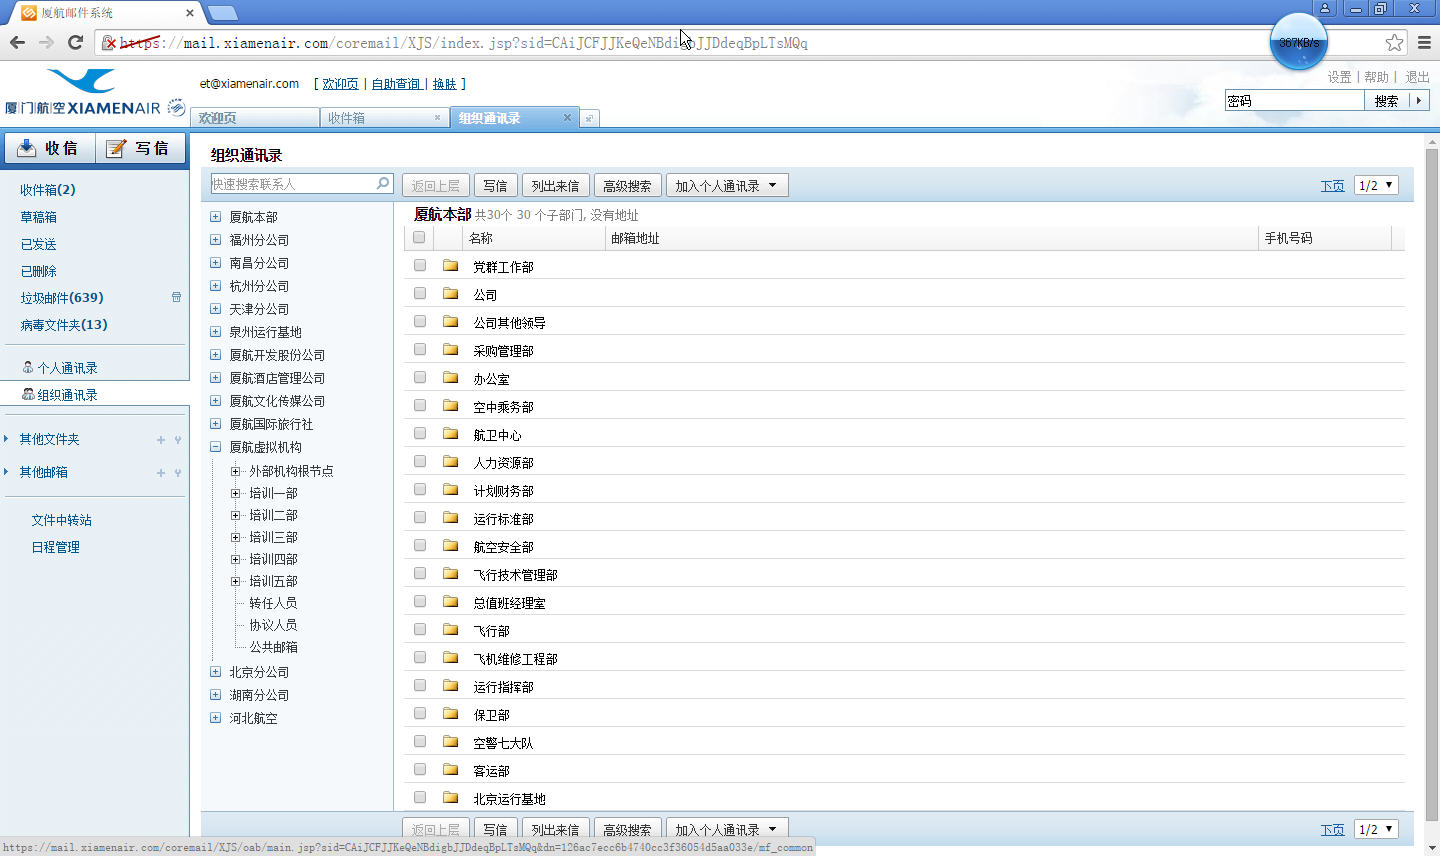 厦航邮件系统
https://mail.xiamenair.com/coremail/XJS/index.jsp?sid=CAiJCFJJKeQeNBdi bJJDdeqBpLTsMQq
367KB/s
厦门航空XIAMENAIR
et@xiamenair.com [ 欢迎页 | 自助查询 | 换肤 ]
设置 | 帮助 | 退出
密码 搜索
欢迎页 收件箱 组织通讯录
收信 写信
收件箱(2)
草稿箱
已发送
已删除
垃圾邮件(639)
病毒文件夹(13)
个人通讯录
组织通讯录
其他文件夹
其他邮箱
文件中转站
日程管理
组织通讯录
快速搜索联系人
返回上层 写信 列出来信 高级搜索 加入个人通讯录
下页 1/2
厦航本部
福州分公司
南昌分公司
杭州分公司
天津分公司
泉州运行基地
厦航开发股份公司
厦航酒店管理公司
厦航文化传媒公司
厦航国际旅行社
厦航虚拟机构
外部机构根节点
培训一部
培训二部
培训三部
培训四部
培训五部
转任人员
协议人员
公共邮箱
北京分公司
湖南分公司
河北航空
厦航本部 共30个 30 个子部门, 没有地址
名称 邮箱地址 手机号码
党群工作部
公司
公司其他领导
采购管理部
办公室
空中乘务部
航卫中心
人力资源部
计划财务部
运行标准部
航空安全部
飞行技术管理部
总值班经理室
飞行部
飞机维修工程部
运行指挥部
保卫部
空警七大队
客运部
北京运行基地
返回上层 写信 列出来信 高级搜索 加入个人通讯录
下页 1/2
https://mail.xiamenair.com/coremail/XJS/oab/main.jsp?sid=CAiJCFJJKeQeNBdigbJJDdeqBpLTsMQq&dn=126ac7ecc6b4740cc3f36054d5aa033e/mf_common